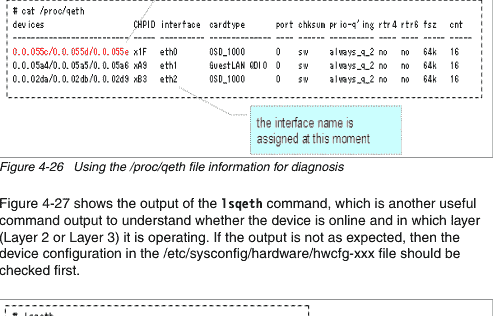 # cat /proc/qeth
devices CHPID interface cardtype port chksum prio-q'ing rtr4 rtr6 fsz cnt
0.0.055c/0.0.055d/0.0.055e x1F eth0 OSD_1000 0 sw always_q_2 no no 64k 16
0.0.05a4/0.0.05a5/0.0.05a6 xA9 eth1 GuestLAN QDIO 0 sw always_q_2 no no 64k 16
0.0.02da/0.0.02db/0.0.02d9 xB3 eth2 OSD_1000 0 sw always_q_2 no no 64k 16
the interface name is
assigned at this moment
Figure 4-26 Using the /proc/qeth file information for diagnosis
Figure 4-27 shows the output of the lsqeth command, which is another useful
command output to understand whether the device is online and in which layer
(Layer 2 or Layer 3) it is operating. If the output is not as expected, then the
device configuration in the /etc/sysconfig/hardware/hwcfg-xxx file should be
checked first.